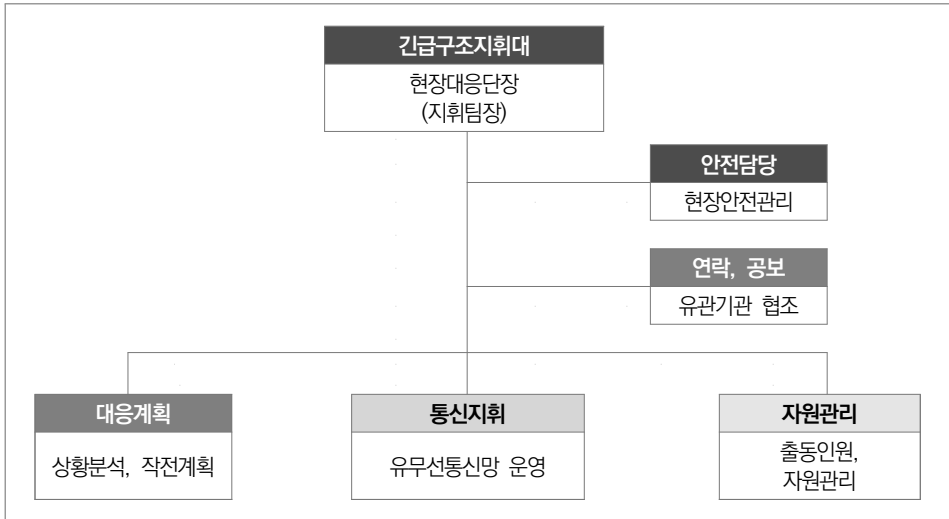 긴급구조지휘대
현장대응단장
(지휘팀장)
안전담당
현장안전관리
연락, 공보
유관기관 협조
대응계획
상황분석, 작전계획
통신지휘
유무선통신망 운영
자원관리
출동인원,
자원관리